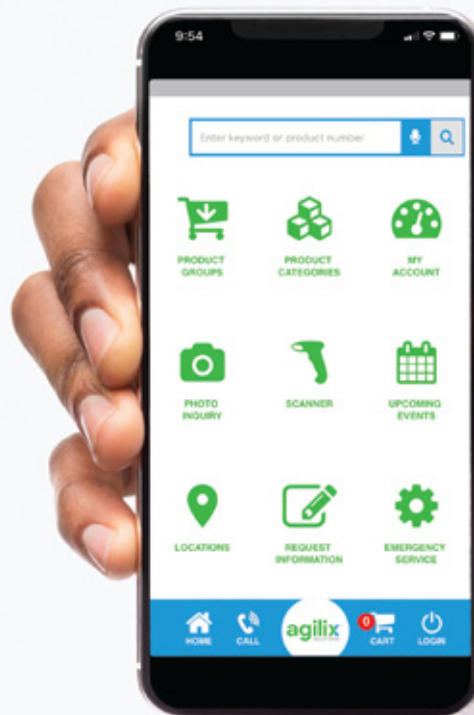 9:54
Enter keyword or product number
PRODUCT GROUPS
PRODUCT CATEGORIES
MY ACCOUNT
PHOTO INQUIRY
SCANNER
UPCOMING EVENTS
LOCATIONS
REQUEST INFORMATION
EMERGENCY SERVICE
HOME
CALL
agilix
0
CART
LOGIN